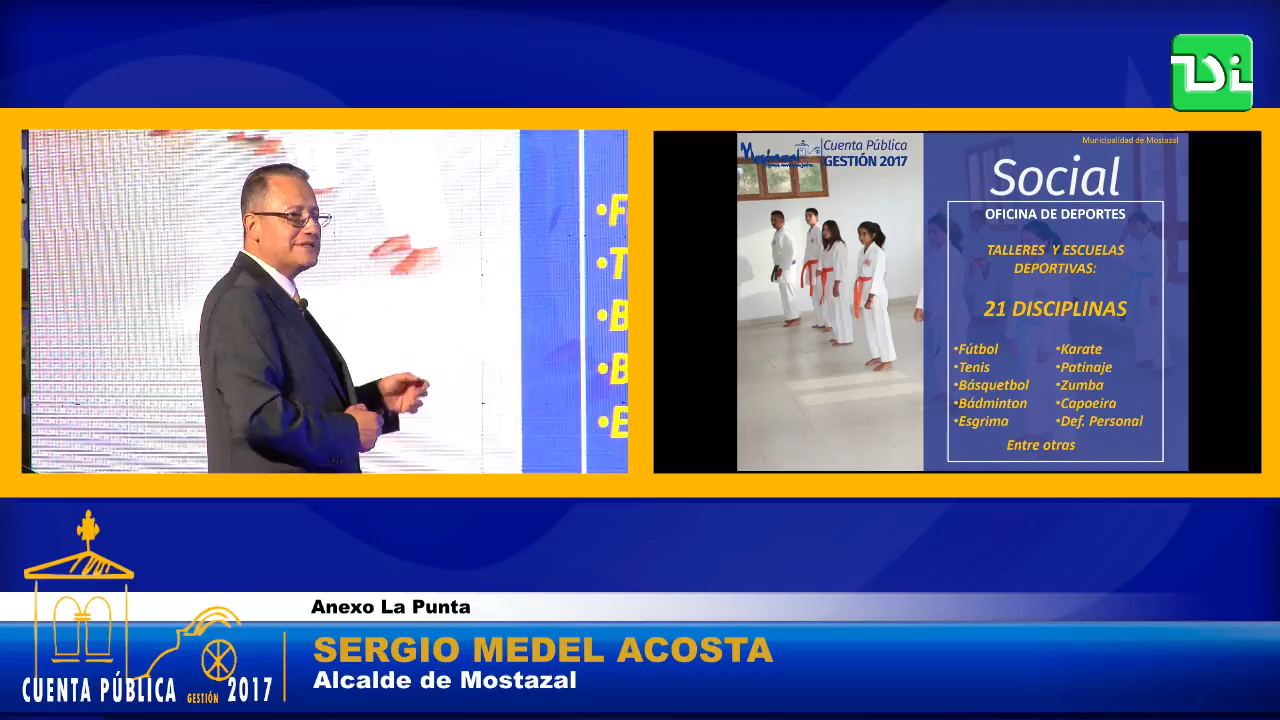 •F
•T
•B
•B
•E
Cuenta Pública
GESTIÓN 2017
Municipalidad de Mostazal
Social
OFICINA DE DEPORTES
TALLERES Y ESCUELAS
DEPORTIVAS:
21 DISCIPLINAS
•Fútbol
•Tenis
•Básquetbol
•Bádminton
•Esgrima
•Karate
•Patinaje
•Zumba
•Capoeira
•Def. Personal
Entre otras
Anexo La Punta
SERGIO MEDEL ACOSTA
Alcalde de Mostazal
CUENTA PÚBLICA GESTIÓN 2017